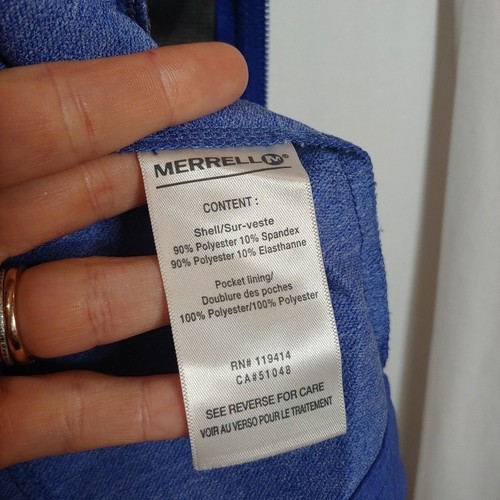 MERRELL M®
CONTENT :
Shell/Sur-veste
90% Polyester 10% Spandex
90% Polyester 10% Elasthanne
Pocket lining/
Doublure des poches
100% Polyester/100% Polyester
RN# 119414
CA#51048
SEE REVERSE FOR CARE
VOIR AU VERSO POUR LE TRAITEMENT